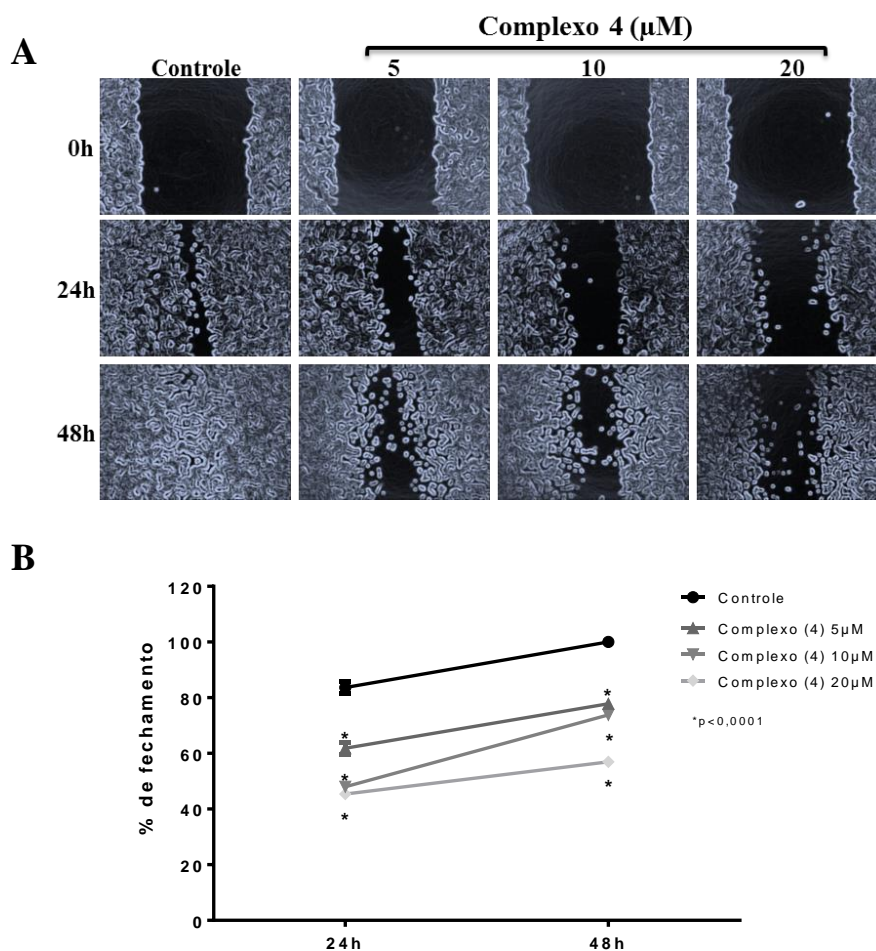 A
Complexo 4 (µM)
Controle 5 10 20
0h
24h
48h
B
120
100
80
60
40
20
0
% de fechamento
24h 48h
Controle
Complexo (4) 5µM
Complexo (4) 10µM
Complexo (4) 20µM
*p<0,0001
*
*
*
*
*
*